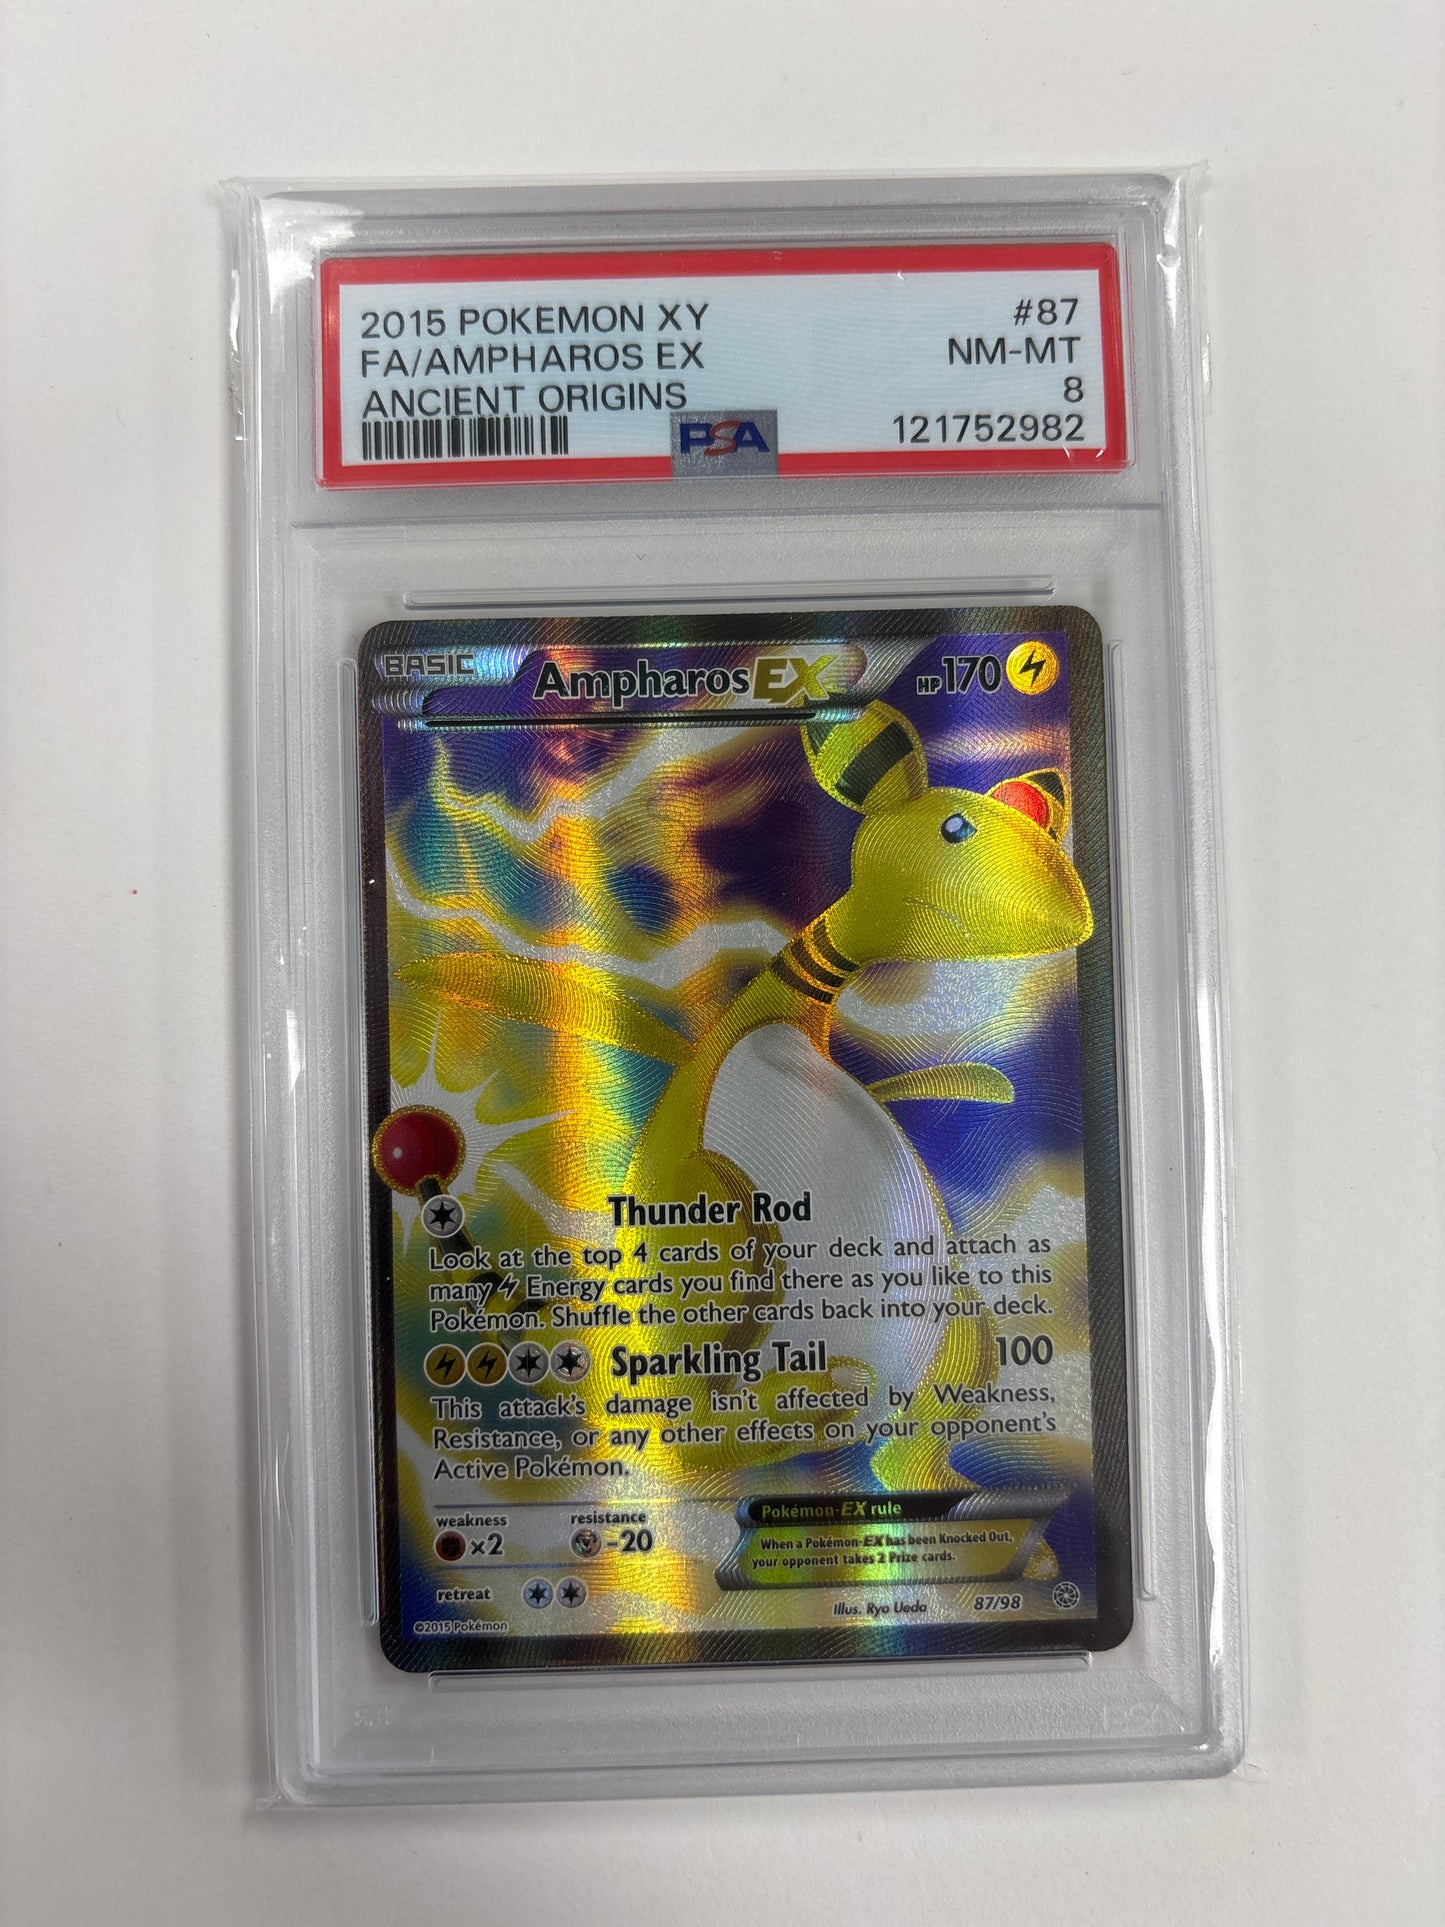 2015 POKEMON XY
FA/AMPHAROS EX
ANCIENT ORIGINS
#87
NM-MT
8
121752982
PSA
BASIC
Ampharos EX
HP 170
Thunder Rod
Look at the top 4 cards of your deck and attach as
many Energy cards you find there as you like to this
Pokémon. Shuffle the other cards back into your deck.
Sparkling Tail 100
This attack's damage isn't affected by Weakness,
Resistance, or any other effects on your opponent's
Active Pokémon.
weakness
×2
resistance
-20
retreat
Pokémon-EX rule
When a Pokémon-EX has been Knocked Out,
your opponent takes 2 Prize cards.
Illus. Ryo Ueda
87/98
©2015 Pokémon